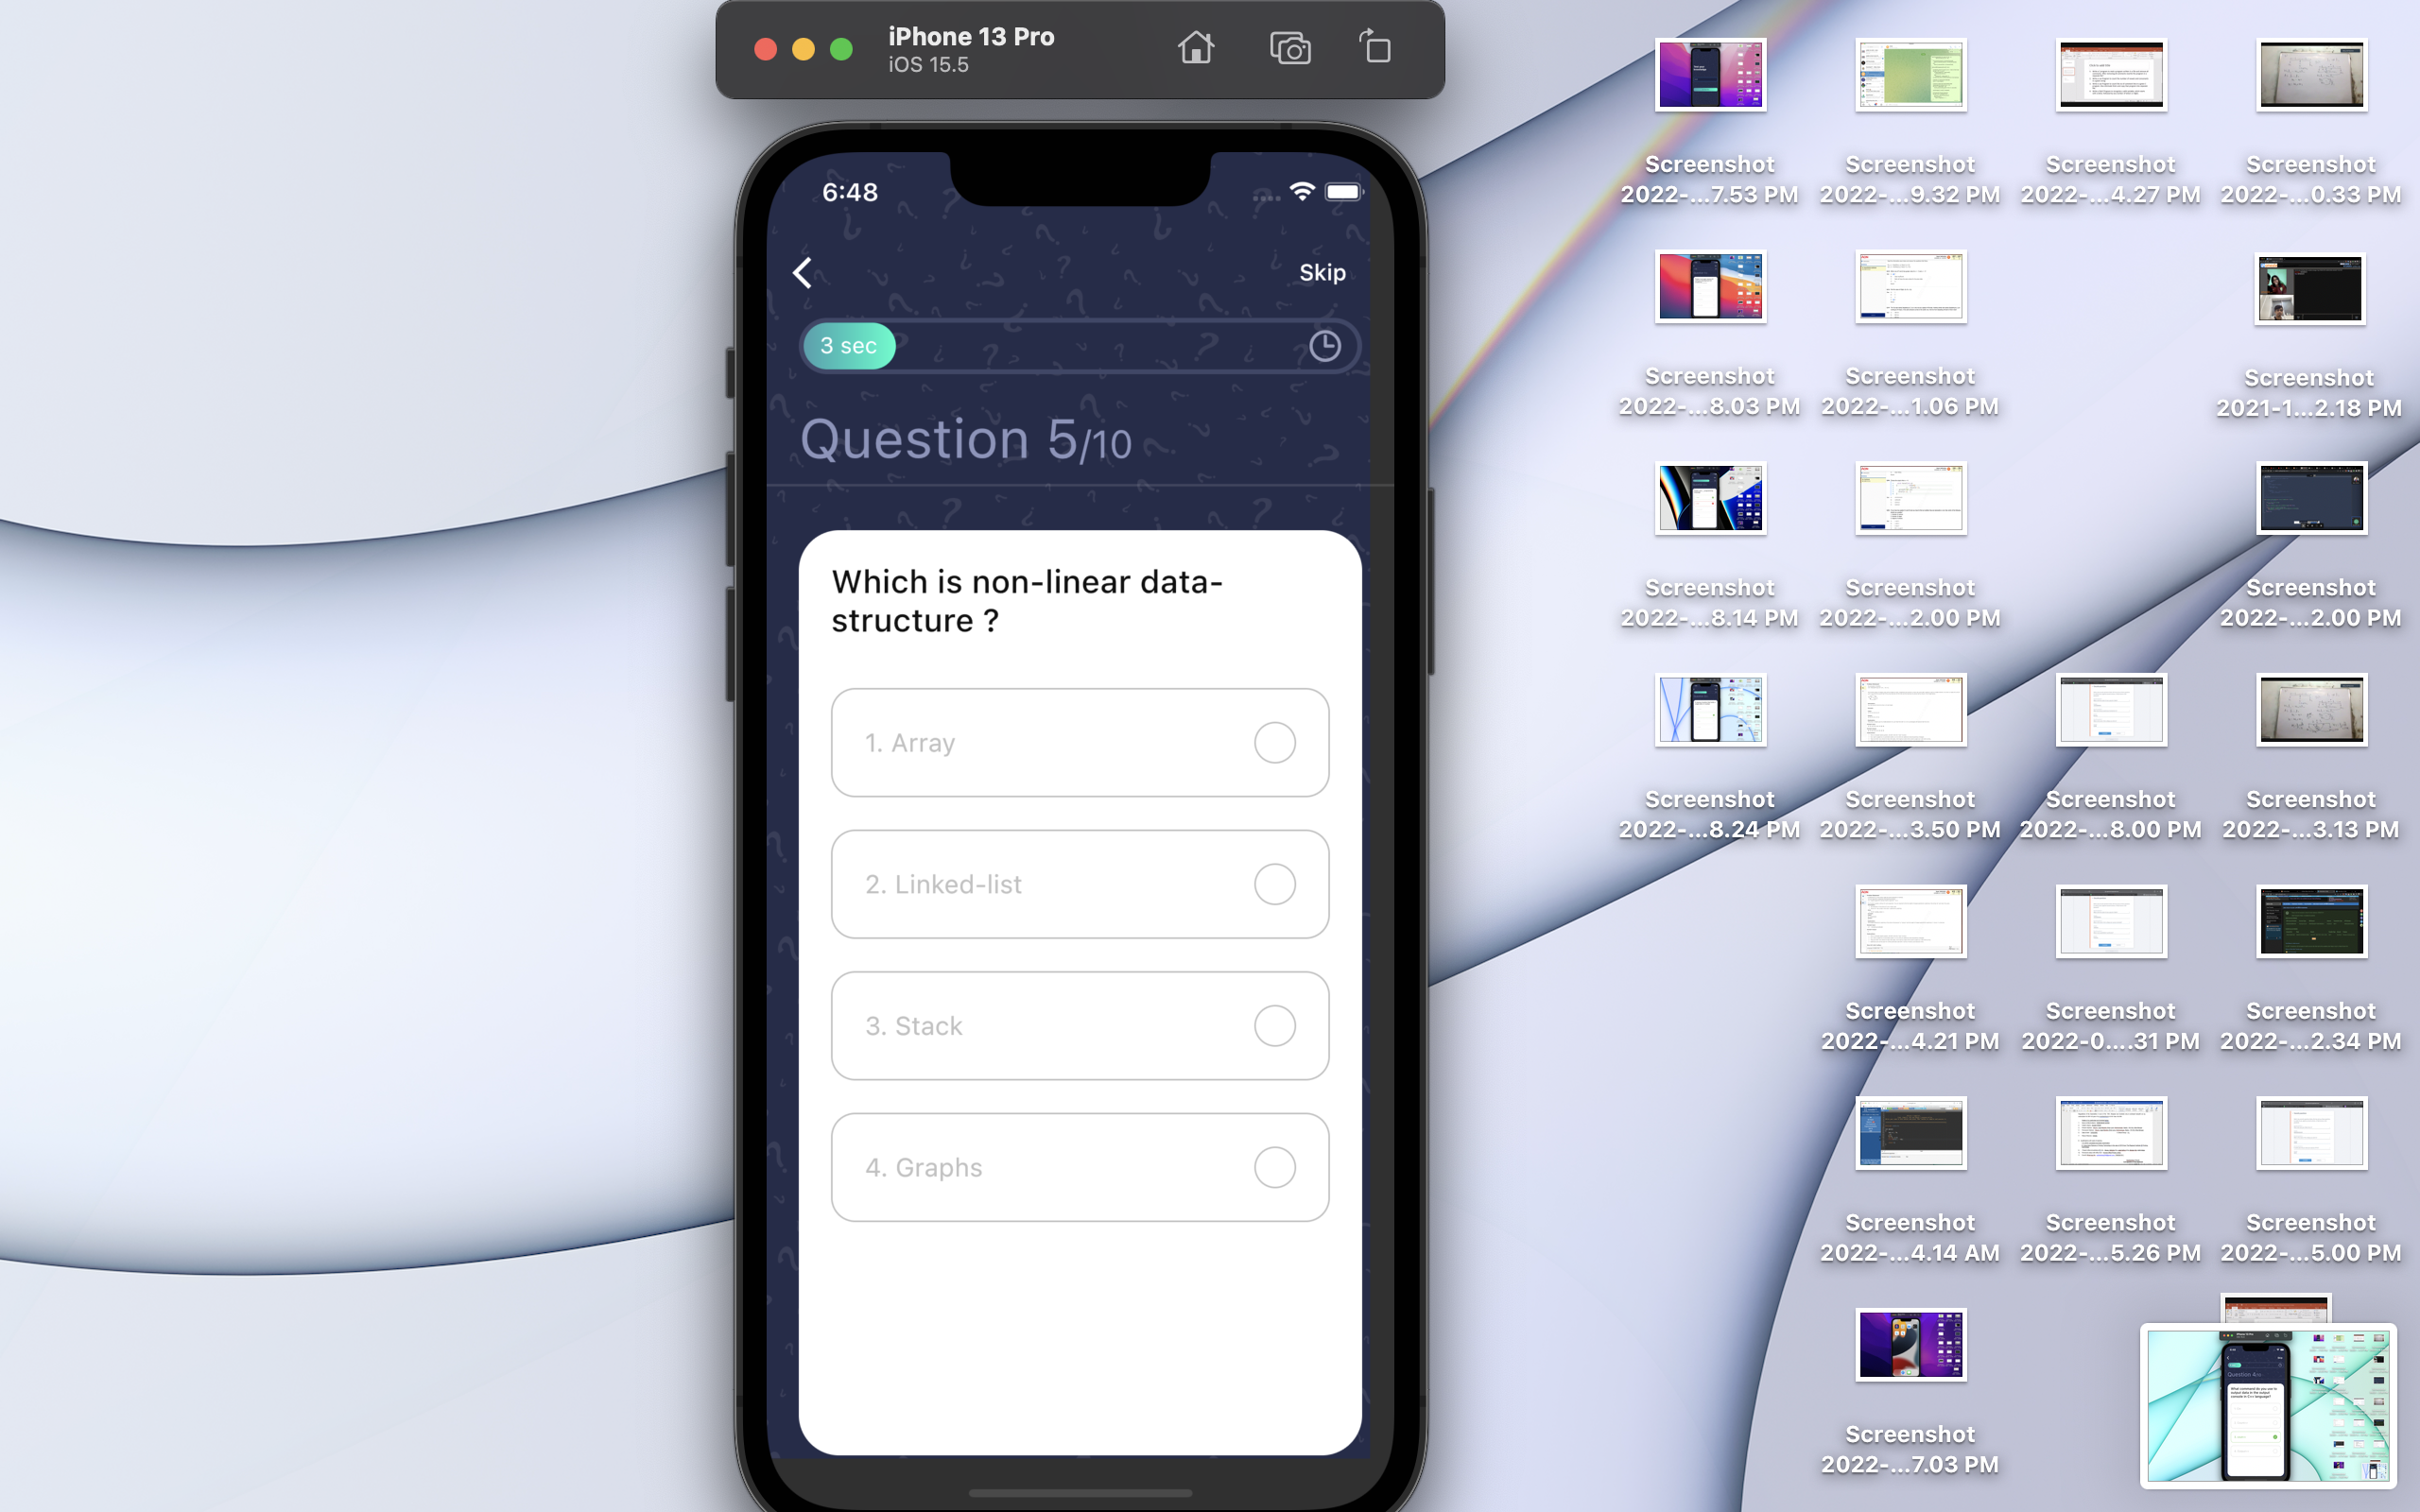 iPhone 13 Pro
iOS 15.5
6:48
Skip
3 sec
Question 5/10
Which is non-linear data-
structure ?
1. Array
2. Linked-list
3. Stack
4. Graphs
Screenshot
2022-...7.53 PM
Screenshot
2022-...9.32 PM
Screenshot
2022-...4.27 PM
Screenshot
2022-...0.33 PM
Screenshot
2022-...8.03 PM
Screenshot
2022-...1.06 PM
Screenshot
2021-1...2.18 PM
Screenshot
2022-...8.14 PM
Screenshot
2022-...2.00 PM
Screenshot
2022-...2.00 PM
Screenshot
2022-...8.24 PM
Screenshot
2022-...3.50 PM
Screenshot
2022-...8.00 PM
Screenshot
2022-...3.13 PM
Screenshot
2022-...4.21 PM
Screenshot
2022-0....31 PM
Screenshot
2022-...2.34 PM
Screenshot
2022-...4.14 AM
Screenshot
2022-...5.26 PM
Screenshot
2022-...5.00 PM
Screenshot
2022-...7.03 PM